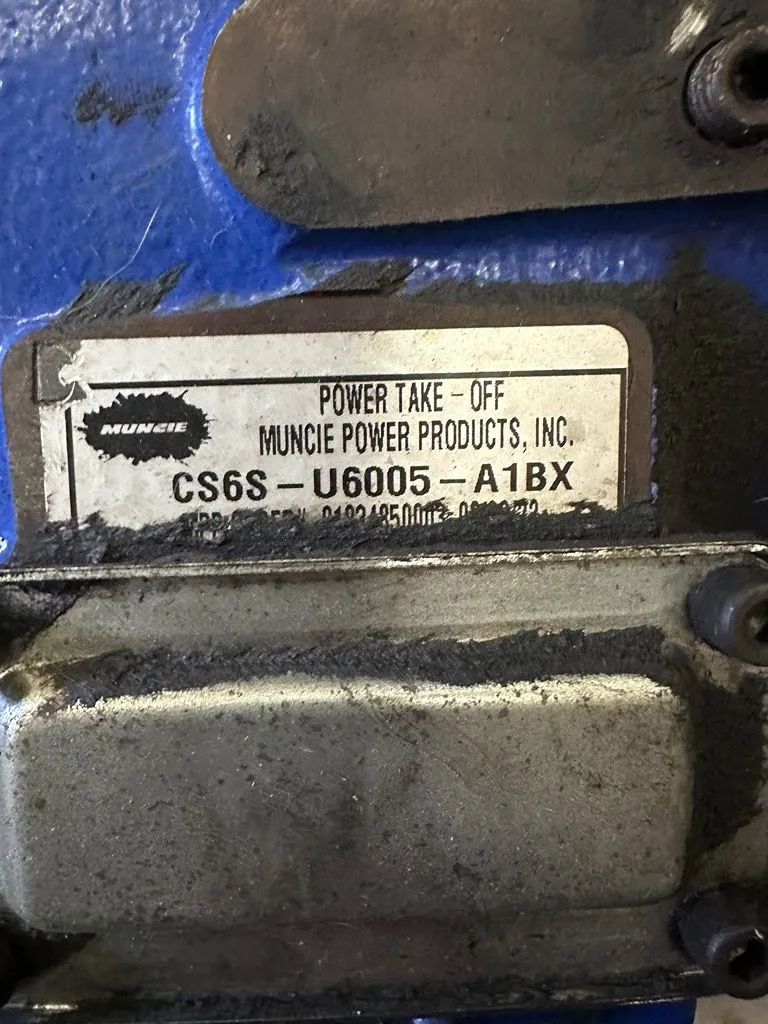 MUNCIE
POWER TAKE - OFF
MUNCIE POWER PRODUCTS, INC.
CS6S - U6005 - A1BX